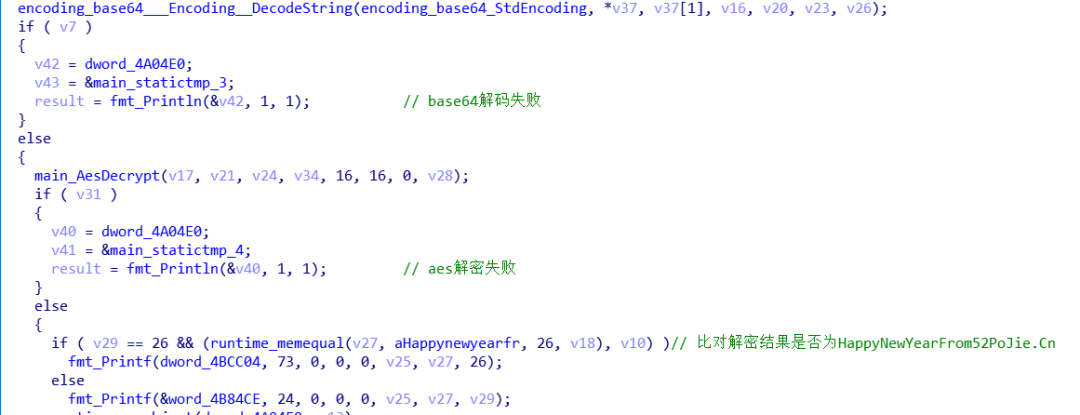 encoding_base64___Encoding__DecodeString(encoding_base64_StdEncoding, *v37, v37[1], v16, v20, v23, v26);
if ( v7 )
{
v42 = dword_4A04E0;
v43 = &main_statictmp_3;
result = fmt_Println(&v42, 1, 1); // base64解码失败
}
else
{
main_AesDecrypt(v17, v21, v24, v34, 16, 16, 0, v28);
if ( v31 )
{
v40 = dword_4A04E0;
v41 = &main_statictmp_4;
result = fmt_Println(&v40, 1, 1); // aes解密失败
}
else
{
if ( v29 == 26 && (runtime_memequal(v27, aHappynewyearfr, 26, v18), v10) )// 比对解密结果是否为HappyNewYearFrom52PoJie.Cn
fmt_Printf(dword_4BCC04, 73, 0, 0, 0, v25, v27, 26);
else
fmt_Printf(&word_4B84CE, 24, 0, 0, 0, v25, v27, v29);